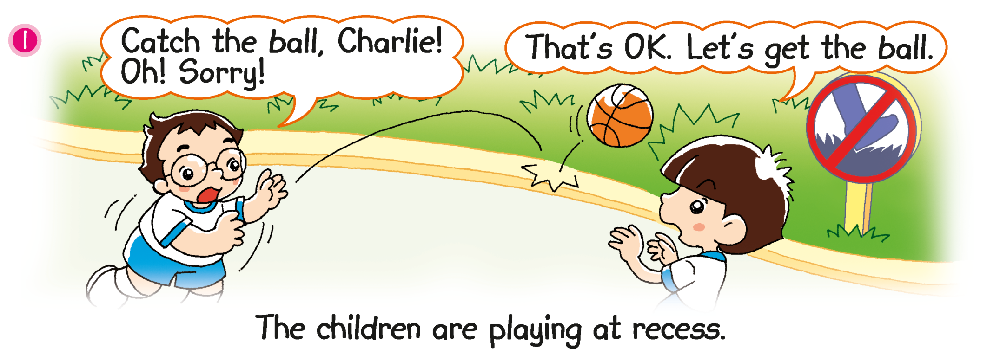 1
Catch the ball, Charlie!
Oh! Sorry!
That's OK. Let's get the ball.
The children are playing at recess.